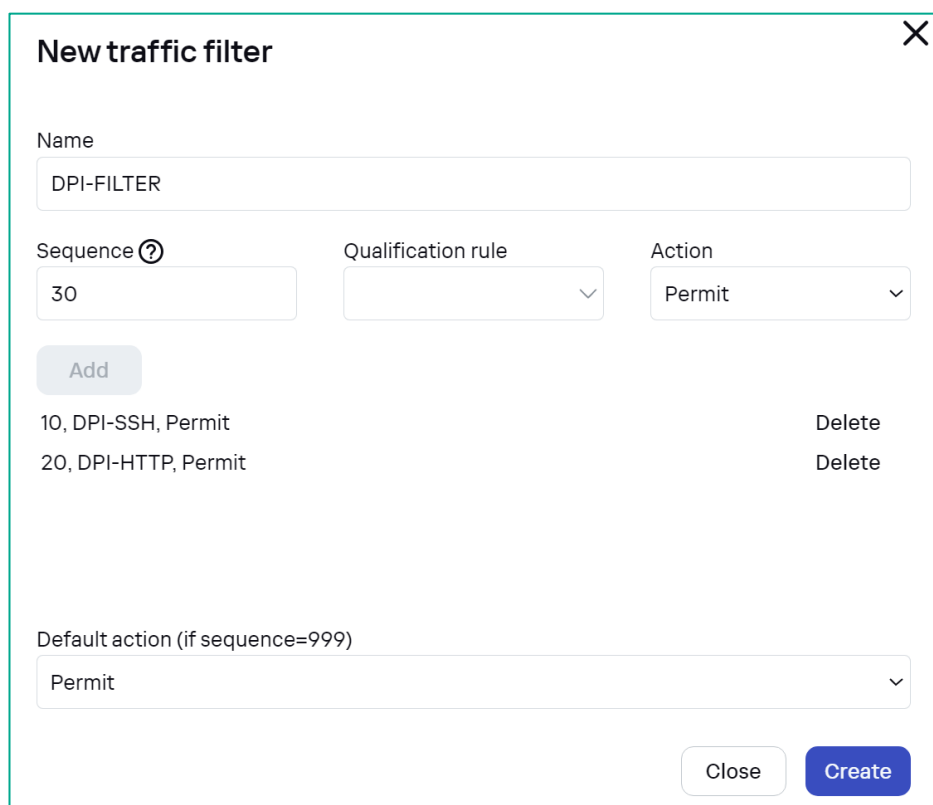 New traffic filter
Name
DPI-FILTER
Sequence ? Qualification rule Action
30 Permit
Add
10, DPI-SSH, Permit Delete
20, DPI-HTTP, Permit Delete
Default action (if sequence=999)
Permit
Close Create